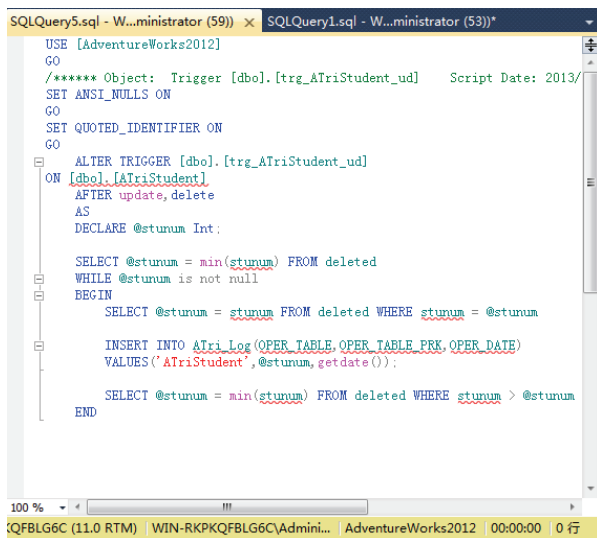 SQLQuery5.sql - W...ministrator (59)) × SQLQuery1.sql - W...ministrator (53))*
USE [AdventureWorks2012]
GO
/****** Object:  Trigger [dbo].[trg_ATriStudent_ud]    Script Date: 2013/
SET ANSI_NULLS ON
GO
SET QUOTED_IDENTIFIER ON
GO
ALTER TRIGGER [dbo].[trg_ATriStudent_ud]
ON [dbo].[ATriStudent]
AFTER update,delete
AS
DECLARE @stunum Int;
SELECT @stunum = min(stunum) FROM deleted
WHILE @stunum is not null
BEGIN
SELECT @stunum = stunum FROM deleted WHERE stunum = @stunum
INSERT INTO ATri_Log(OPER_TABLE,OPER_TABLE_PRK,OPER_DATE)
VALUES('ATriStudent',@stunum,getdate());
SELECT @stunum = min(stunum) FROM deleted WHERE stunum > @stunum
END
100 %
KQFBLG6C (11.0 RTM) WIN-RKPKQFBLG6C\Admini... AdventureWorks2012 00:00:00 0 行